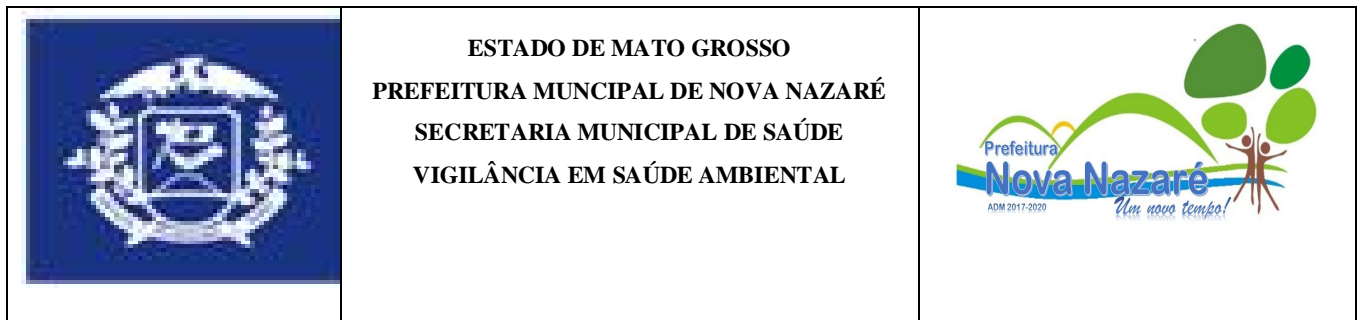 ESTADO DE MATO GROSSO
PREFEITURA MUNCIPAL DE NOVA NAZARÉ
SECRETARIA MUNICIPAL DE SAÚDE
VIGILÂNCIA EM SAÚDE AMBIENTAL
Prefeitura
Nova Nazaré
ADM 2017-2020 Um novo tempo!